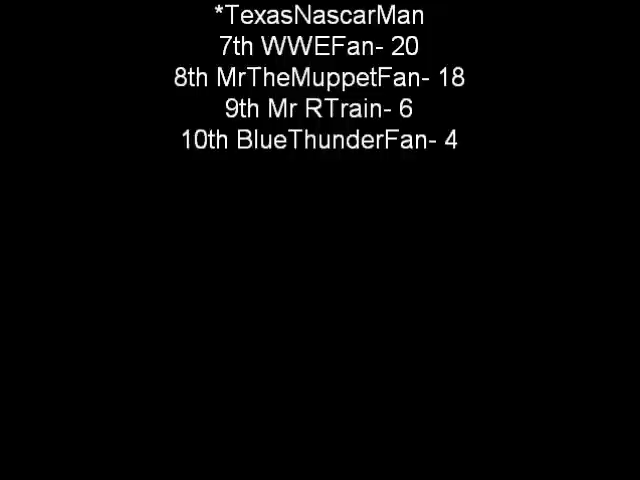 *TexasNascarMan
7th WWEFan- 20
8th MrTheMuppetFan- 18
9th Mr RTrain- 6
10th BlueThunderFan- 4